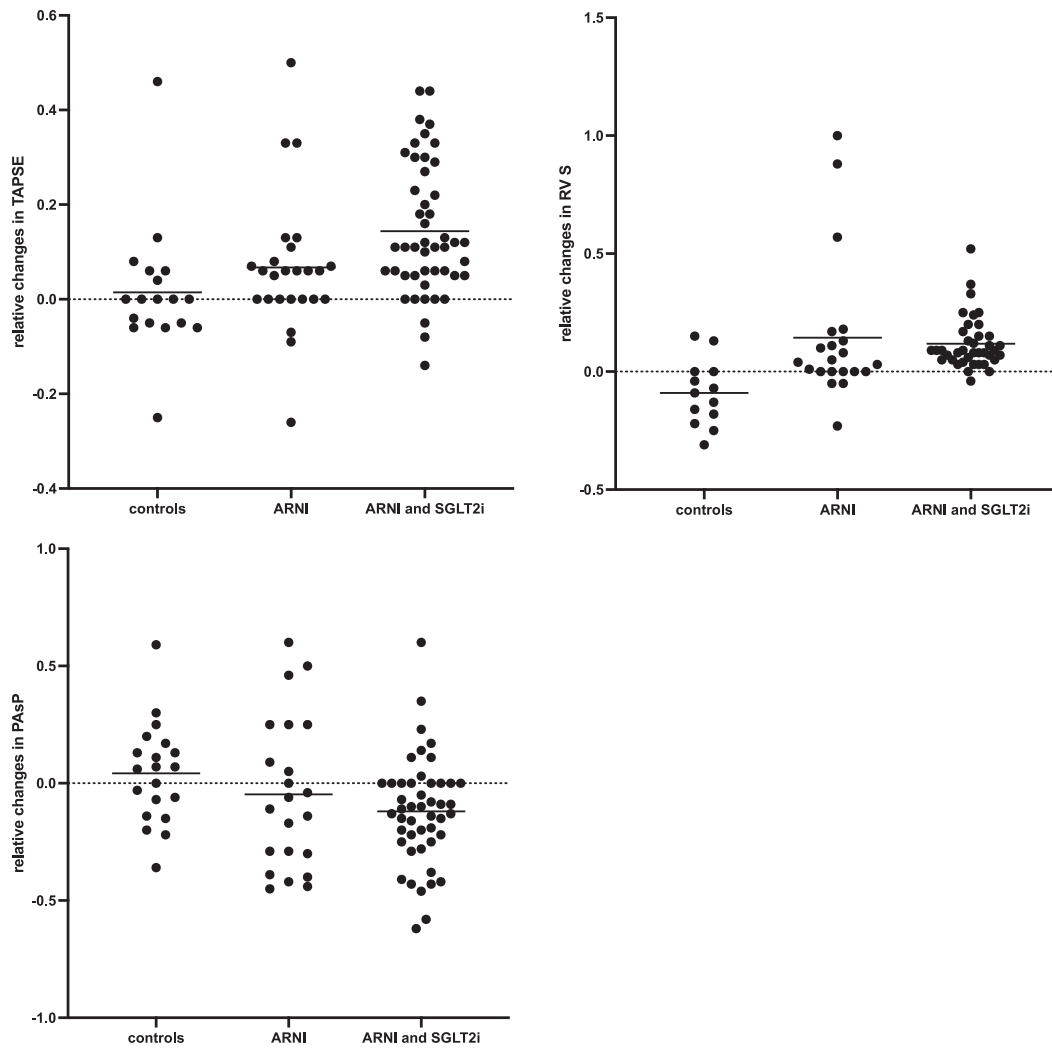 relative changes in TAPSE
0.6
0.4
0.2
0.0
-0.2
-0.4
controls ARNI ARNI and SGLT2i
relative changes in RV S
1.5
1.0
0.5
0.0
-0.5
controls ARNI ARNI and SGLT2i
relative changes in PAsP
1.0
0.5
0.0
-0.5
-1.0
controls ARNI ARNI and SGLT2i